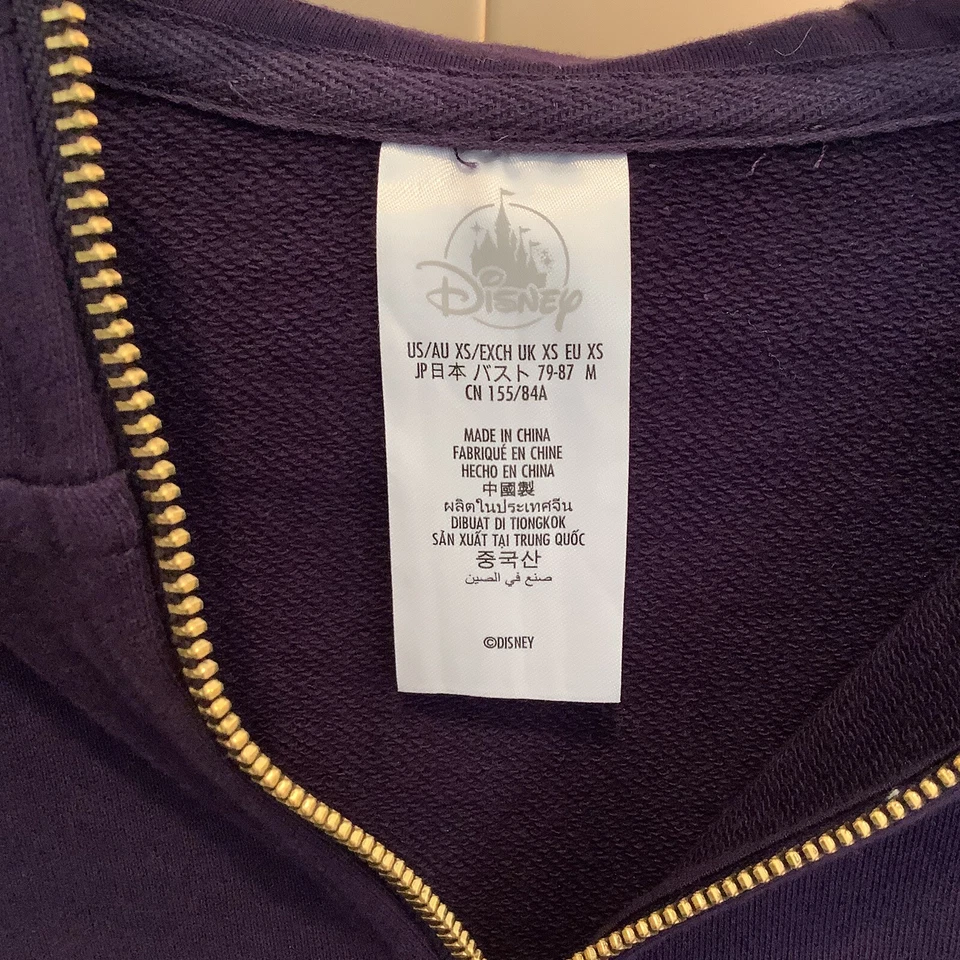 Disney
US/AU XS/EXCH UK XS EU XS
JP日本 バスト 79-87 M
CN 155/84A
MADE IN CHINA
FABRIQUÉ EN CHINE
HECHO EN CHINA
中國製
ผลิตในประเทศจีน
DIBUAT DI TIONGKOK
SẢN XUẤT TẠI TRUNG QUỐC
중국산
صنع في الصين
©DISNEY